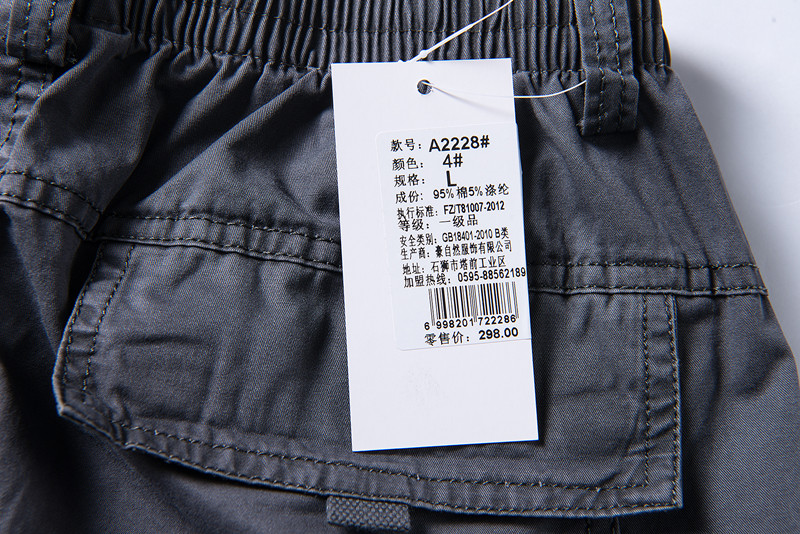 款号：A2228#
颜色：4#
规格：L
成份：95%棉5%涤纶
执行标准：FZ/T81007-2012
等级：一级品
安全类别：GB18401-2010 B类
生产商：豪自然服饰有限公司
地址：石狮市塔前工业区
加盟热线：0595-88562189
6 998201 722286
零售价：298.00